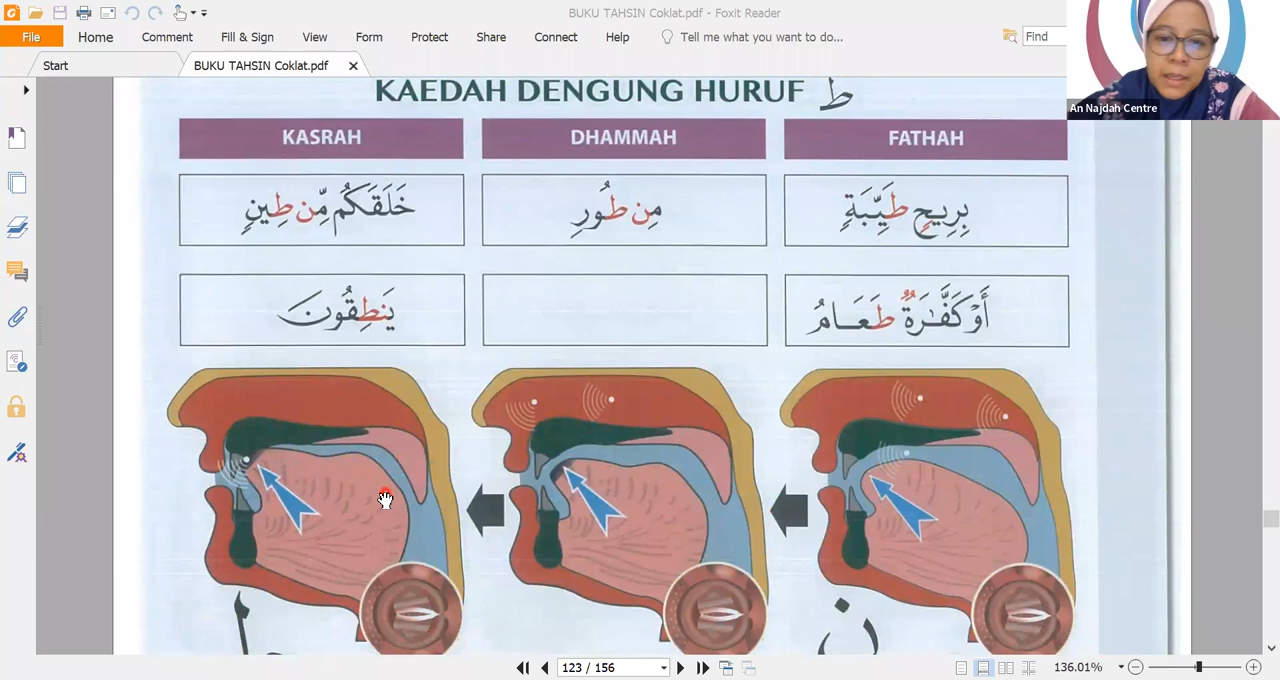 BUKU TAHSIN Coklat.pdf - Foxit Reader
File Home Comment Fill & Sign View Form Protect Share Connect Help Tell me what you want to do... Find
Start BUKU TAHSIN Coklat.pdf
An Najdah Centre
KAEDAH DENGUNG HURUF ط
KASRAH DHAMMAH FATHAH
خَلَقَكُم مِّن طِينٍ
مِن طُورِ
بِرِيحٍ طَيِّبَةٍ
يَنطِقُونَ
أَوْ كَفَّٰرَةٌ طَعَامُ
ن
123 / 156
136.01%